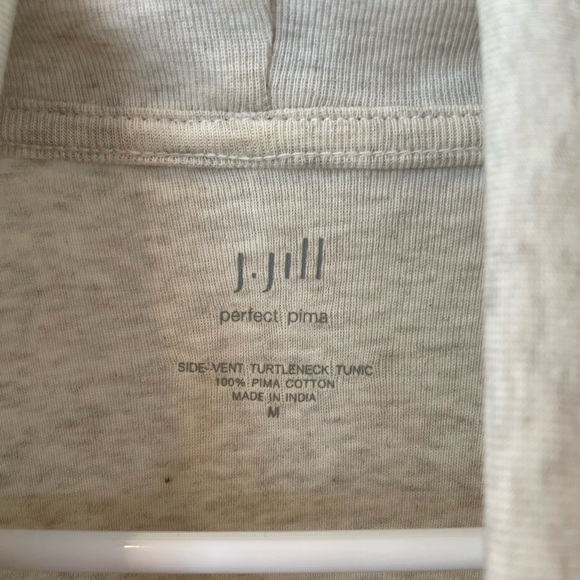 J.Jill
perfect pima
SIDE-VENT TURTLENECK TUNIC
100% PIMA COTTON
MADE IN INDIA
M